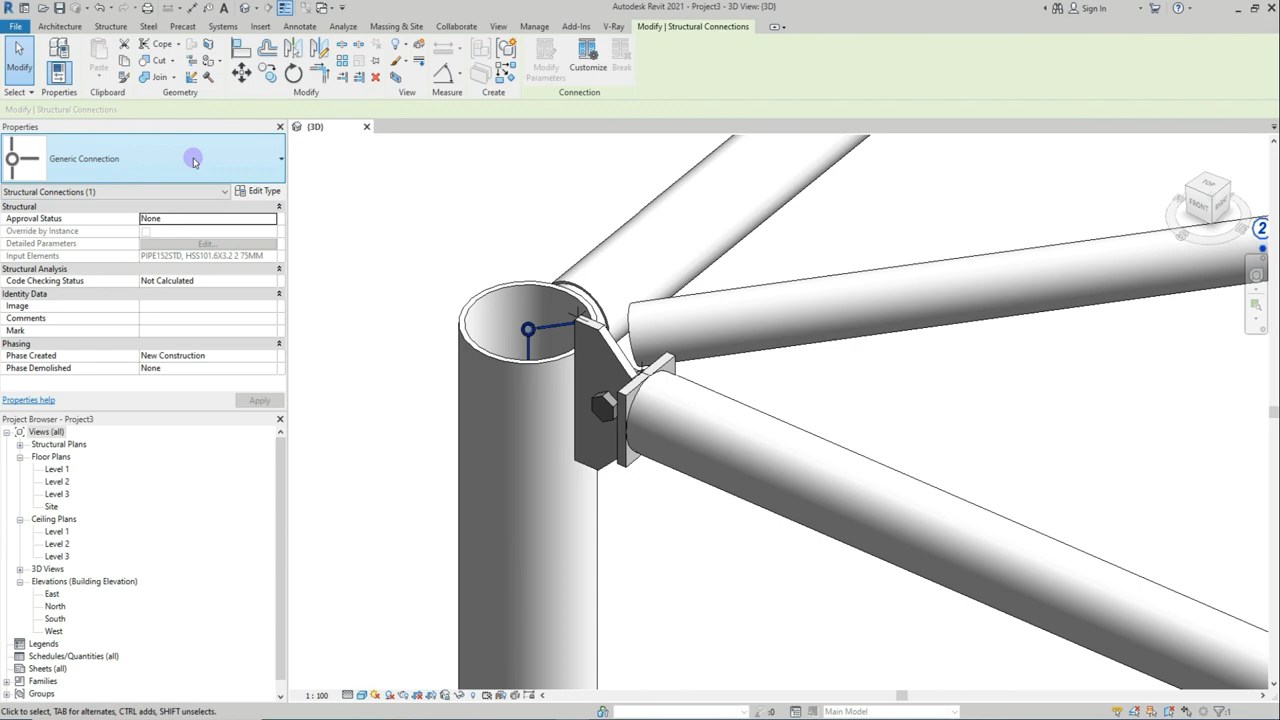 Autodesk Revit 2021 - Project3 - 3D View: {3D}
Sign In
File Architecture Structure Steel Precast Systems Insert Annotate Analyze Massing & Site Collaborate View Manage Add-Ins V-Ray Modify | Structural Connections
Modify
Paste
Cope
Cut
Join
Modify Parameters
Customize
Break
Select Properties Clipboard Geometry Modify View Measure Create Connection
Modify | Structural Connections
Properties
{3D}
Generic Connection
Structural Connections (1)
Edit Type
Structural
Approval Status None
Override by Instance
Detailed Parameters Edit...
Input Elements PIPE152STD, HSS101.6X3.2 2 75MM
Structural Analysis
Code Checking Status Not Calculated
Identity Data
Image
Comments
Mark
Phasing
Phase Created New Construction
Phase Demolished None
Properties help
Apply
Project Browser - Project3
Views (all)
Structural Plans
Floor Plans
Level 1
Level 2
Level 3
Site
Ceiling Plans
Level 1
Level 2
Level 3
3D Views
Elevations (Building Elevation)
East
North
South
West
Legends
Schedules/Quantities (all)
Sheets (all)
Families
Groups
TOP
FRONT
RIGHT
2
1 : 100
Click to select, TAB for alternates, CTRL adds, SHIFT unselects.
:0
Main Model
:1